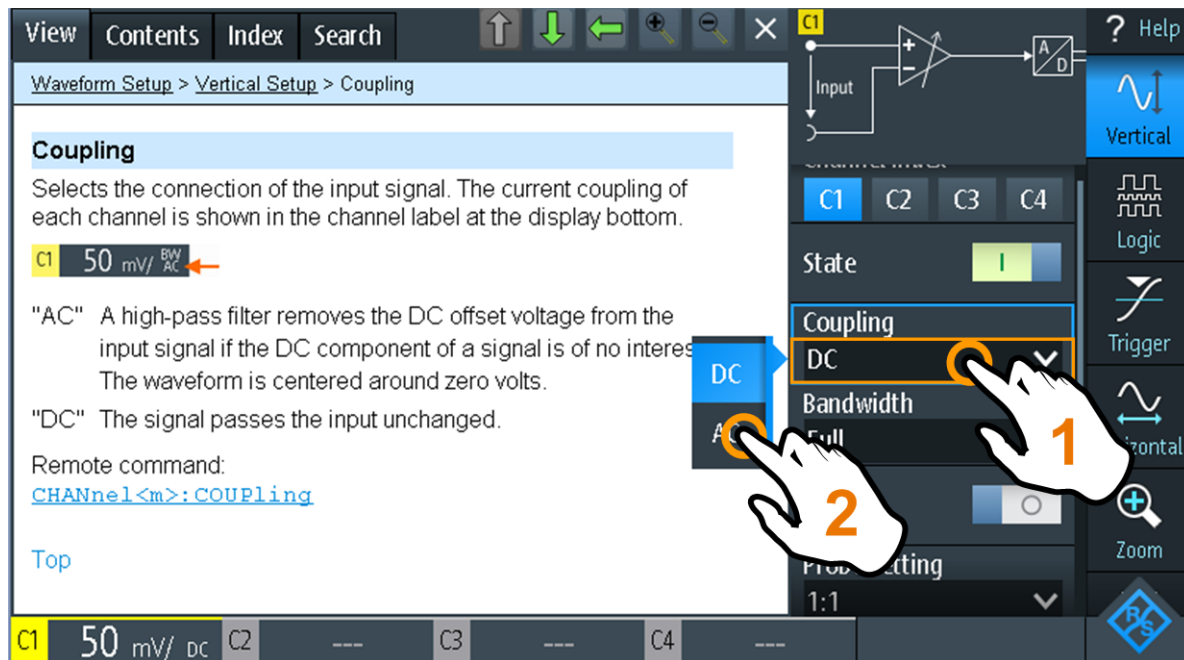 View Contents Index Search
Waveform Setup > Vertical Setup > Coupling
Coupling
Selects the connection of the input signal. The current coupling of
each channel is shown in the channel label at the display bottom.
C1 50 mV/ BW
AC
"AC" A high-pass filter removes the DC offset voltage from the
input signal if the DC component of a signal is of no
The waveform is centered around zero volts.
"DC" The signal passes the input unchanged.
Remote command:
CHANnel<m>:COUPling
Top
DC
AC
2
C1
Input
+
-
A/D
C1 C2 C3 C4
State
I
Coupling
DC
1
Bandwidth
Full
O
1:1
? Help
Vertical
Logic
Trigger
Zoom
R&S
C1 50 mV/ DC C2 --- C3 --- C4 ---